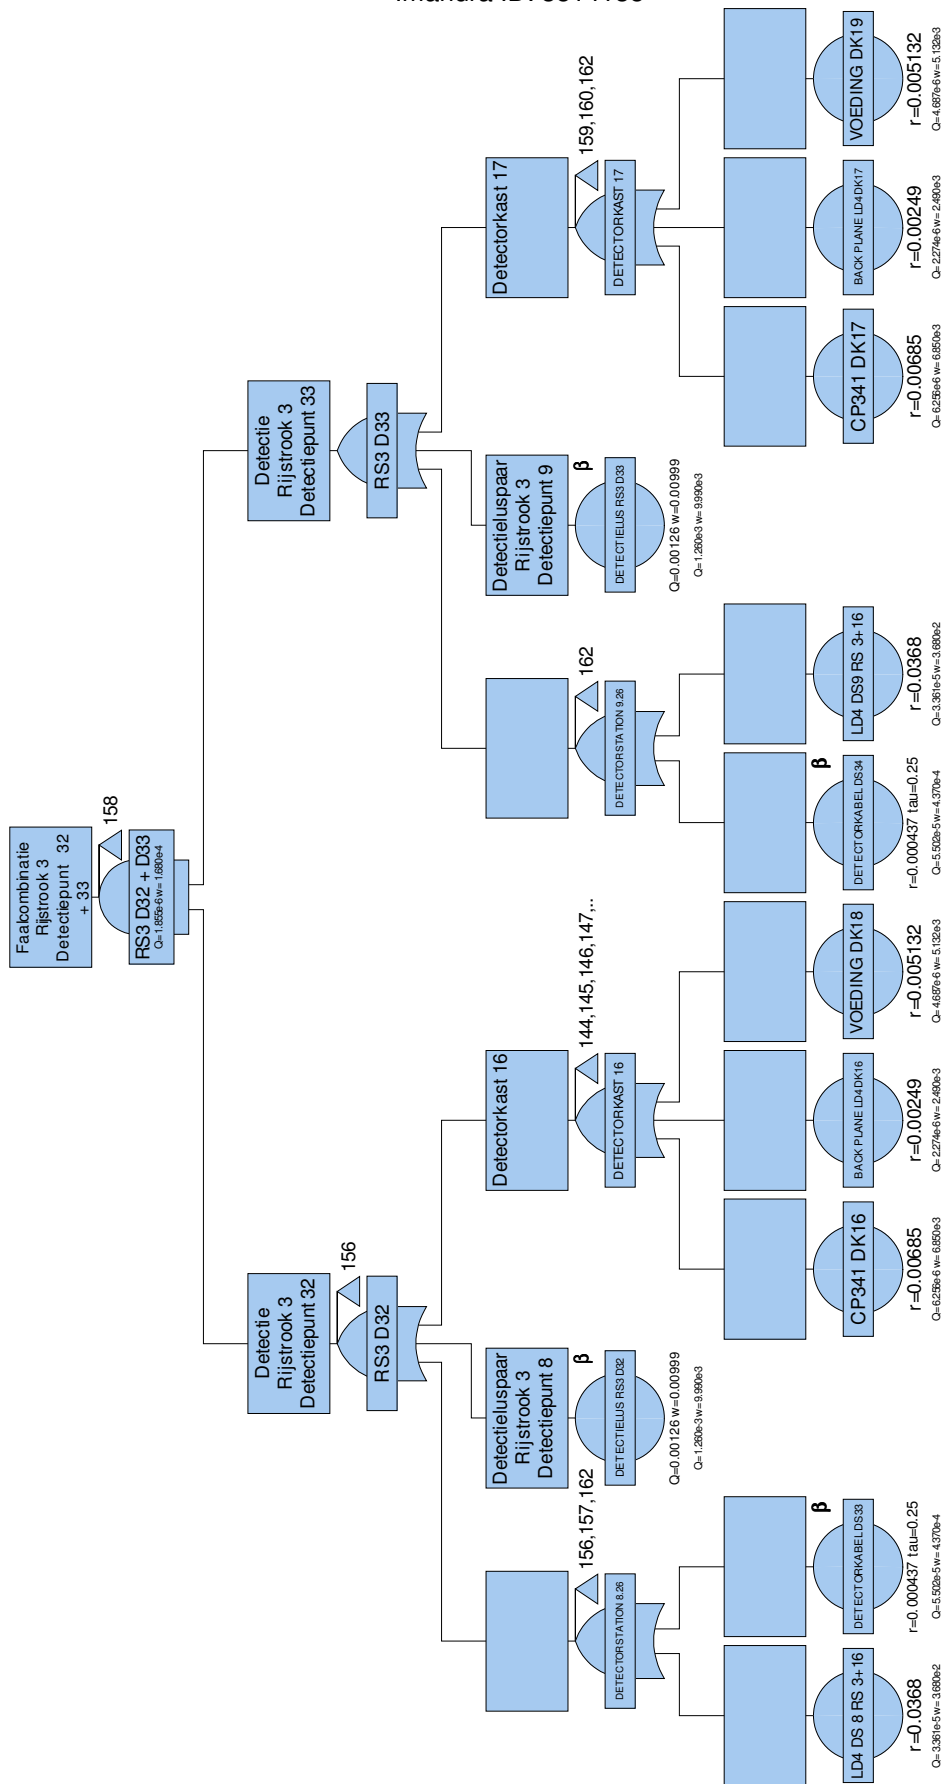 Faalcombinatie
Rijstrook 3
Detectiepunt 32
+ 33
158
RS3 D32 + D33
Q=1.855e-6 w=1.680e-4
Detectie
Rijstrook 3
Detectiepunt 32
156
RS3 D32
Detectie
Rijstrook 3
Detectiepunt 33
RS3 D33
156,157,162
DETECTORSTATION 8.26
Detectieluspaar
Rijstrook 3
Detectiepunt 8
β
DETECTIELUS RS3 D32
Q=0.00126 w=0.00999
Q=1.260e-3 w=9.990e-3
Detectorkast 16
144,145,146,147,..
DETECTORKAST 16
162
DETECTORSTATION 9.26
Detectieluspaar
Rijstrook 3
Detectiepunt 9
β
DETECTIELUS RS3 D33
Q=0.00126 w=0.00999
Q=1.260e-3 w=9.990e-3
Detectorkast 17
159,160,162
DETECTORKAST 17
LD4 DS 8 RS 3+16
r=0.0368
Q=3.361e-5 w=3.680e-2
β
DETECTORKABEL DS33
r=0.000437 tau=0.25
Q=5.502e-5 w=4.370e-4
CP341 DK16
r=0.00685
Q=6.256e-6 w=6.850e-3
BACK PLANE LD4 DK16
r=0.00249
Q=2.274e-6 w=2.490e-3
VOEDING DK18
r=0.005132
Q=4.687e-6 w=5.132e-3
β
DETECTORKABEL DS34
r=0.000437 tau=0.25
Q=5.502e-5 w=4.370e-4
LD4 DS9 RS 3+16
r=0.0368
Q=3.361e-5 w=3.680e-2
CP341 DK17
r=0.00685
Q=6.256e-6 w=6.850e-3
BACK PLANE LD4 DK17
r=0.00249
Q=2.274e-6 w=2.490e-3
VOEDING DK19
r=0.005132
Q=4.687e-6 w=5.132e-3